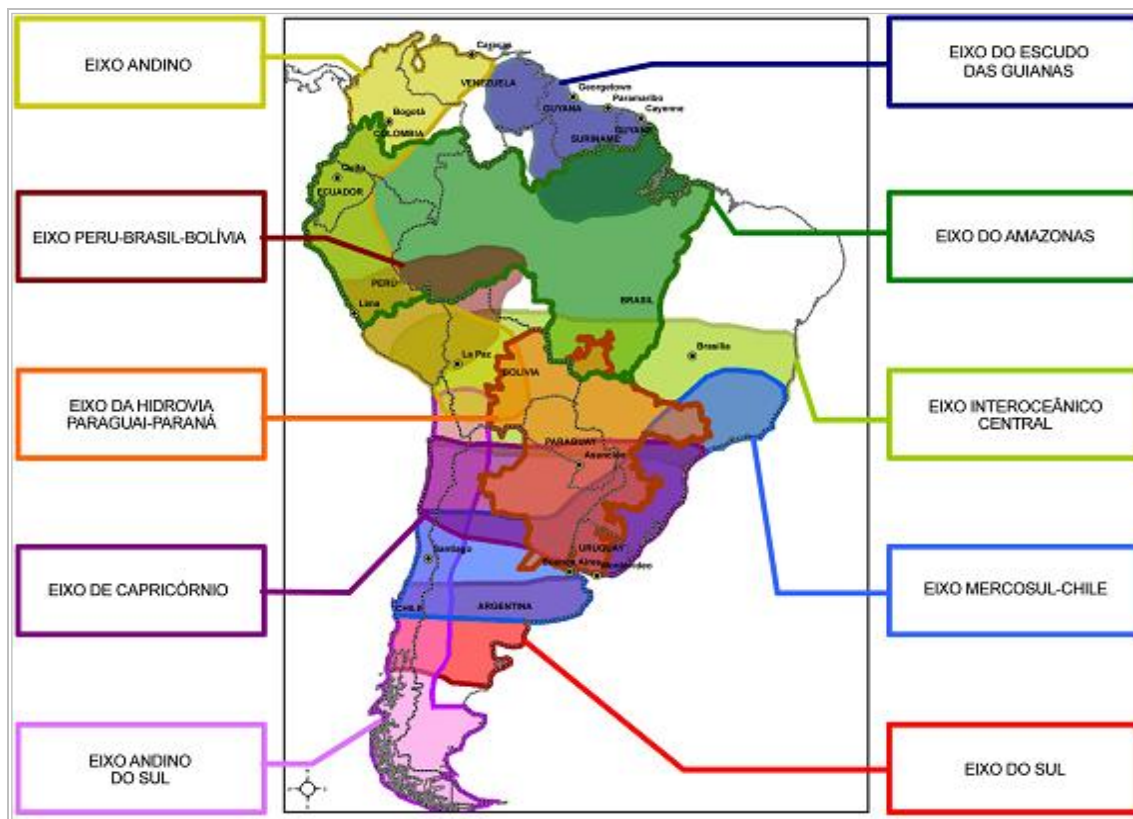 EIXO ANDINO
EIXO PERU-BRASIL-BOLÍVIA
EIXO DA HIDROVIA
PARAGUAI-PARANÁ
EIXO DE CAPRICÓRNIO
EIXO ANDINO
DO SUL
Caracas
VENEZUELA
Georgetown
GUYANA
Paramaribo
Cayenne
GUYANE
SURINAME
Bogotá
COLOMBIA
Quito
ECUADOR
PERU
Lima
BRASIL
Brasília
La Paz
BOLÍVIA
PARAGUAY
Asunción
URUGUAY
Santiago
Buenos Aires
Montevideo
CHILE
ARGENTINA
EIXO DO ESCUDO
DAS GUIANAS
EIXO DO AMAZONAS
EIXO INTEROCEÂNICO
CENTRAL
EIXO MERCOSUL-CHILE
EIXO DO SUL